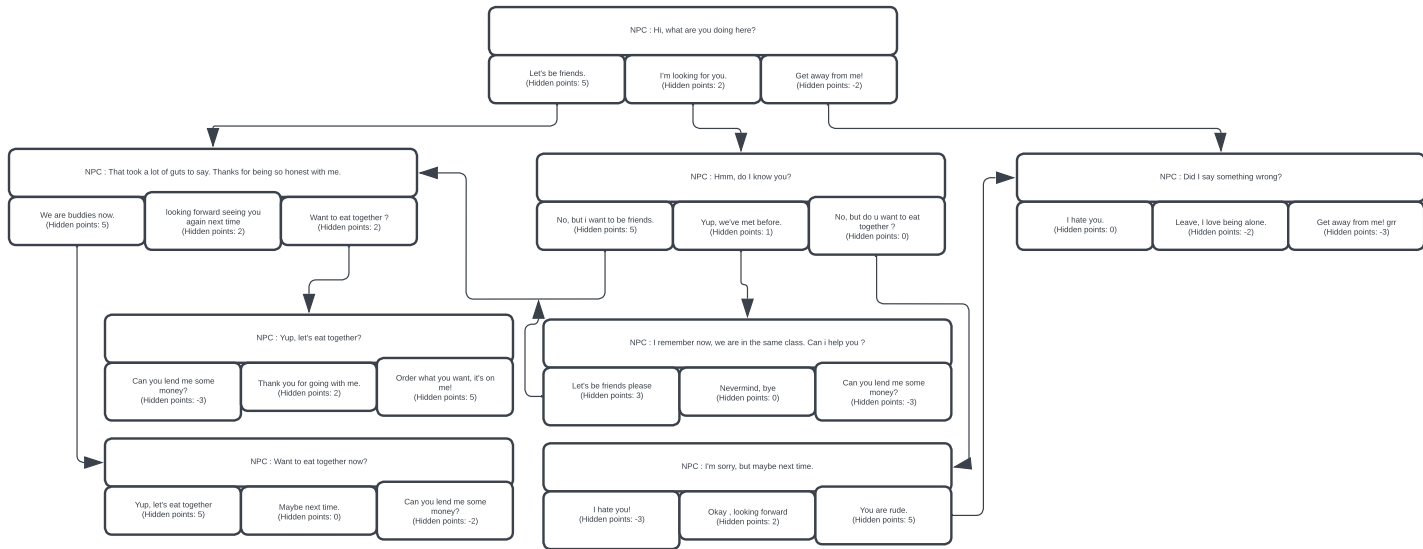 NPC : Hi, what are you doing here?
Let's be friends.
(Hidden points: 5)
I'm looking for you.
(Hidden points: 2)
Get away from me!
(Hidden points: -2)
NPC : That took a lot of guts to say. Thanks for being so honest with me.
We are buddies now.
(Hidden points: 5)
looking forward seeing you
again next time
(Hidden points: 2)
Want to eat together ?
(Hidden points: 2)
NPC : Hmm, do I know you?
No, but i want to be friends.
(Hidden points: 5)
Yup, we've met before.
(Hidden points: 1)
No, but do u want to eat
together ?
(Hidden points: 0)
NPC : Did I say something wrong?
I hate you.
(Hidden points: 0)
Leave, I love being alone.
(Hidden points: -2)
Get away from me! grr
(Hidden points: -3)
NPC : Yup, let's eat together?
Can you lend me some
money?
(Hidden points: -3)
Thank you for going with me.
(Hidden points: 2)
Order what you want, it's on
me!
(Hidden points: 5)
NPC : I remember now, we are in the same class. Can i help you ?
Let's be friends please
(Hidden points: 3)
Nevermind, bye
(Hidden points: 0)
Can you lend me some
money?
(Hidden points: -3)
NPC : Want to eat together now?
Yup, let's eat together
(Hidden points: 5)
Maybe next time.
(Hidden points: 0)
Can you lend me some
money?
(Hidden points: -2)
NPC : I'm sorry, but maybe next time.
I hate you!
(Hidden points: -3)
Okay , looking forward
(Hidden points: 2)
You are rude.
(Hidden points: 5)